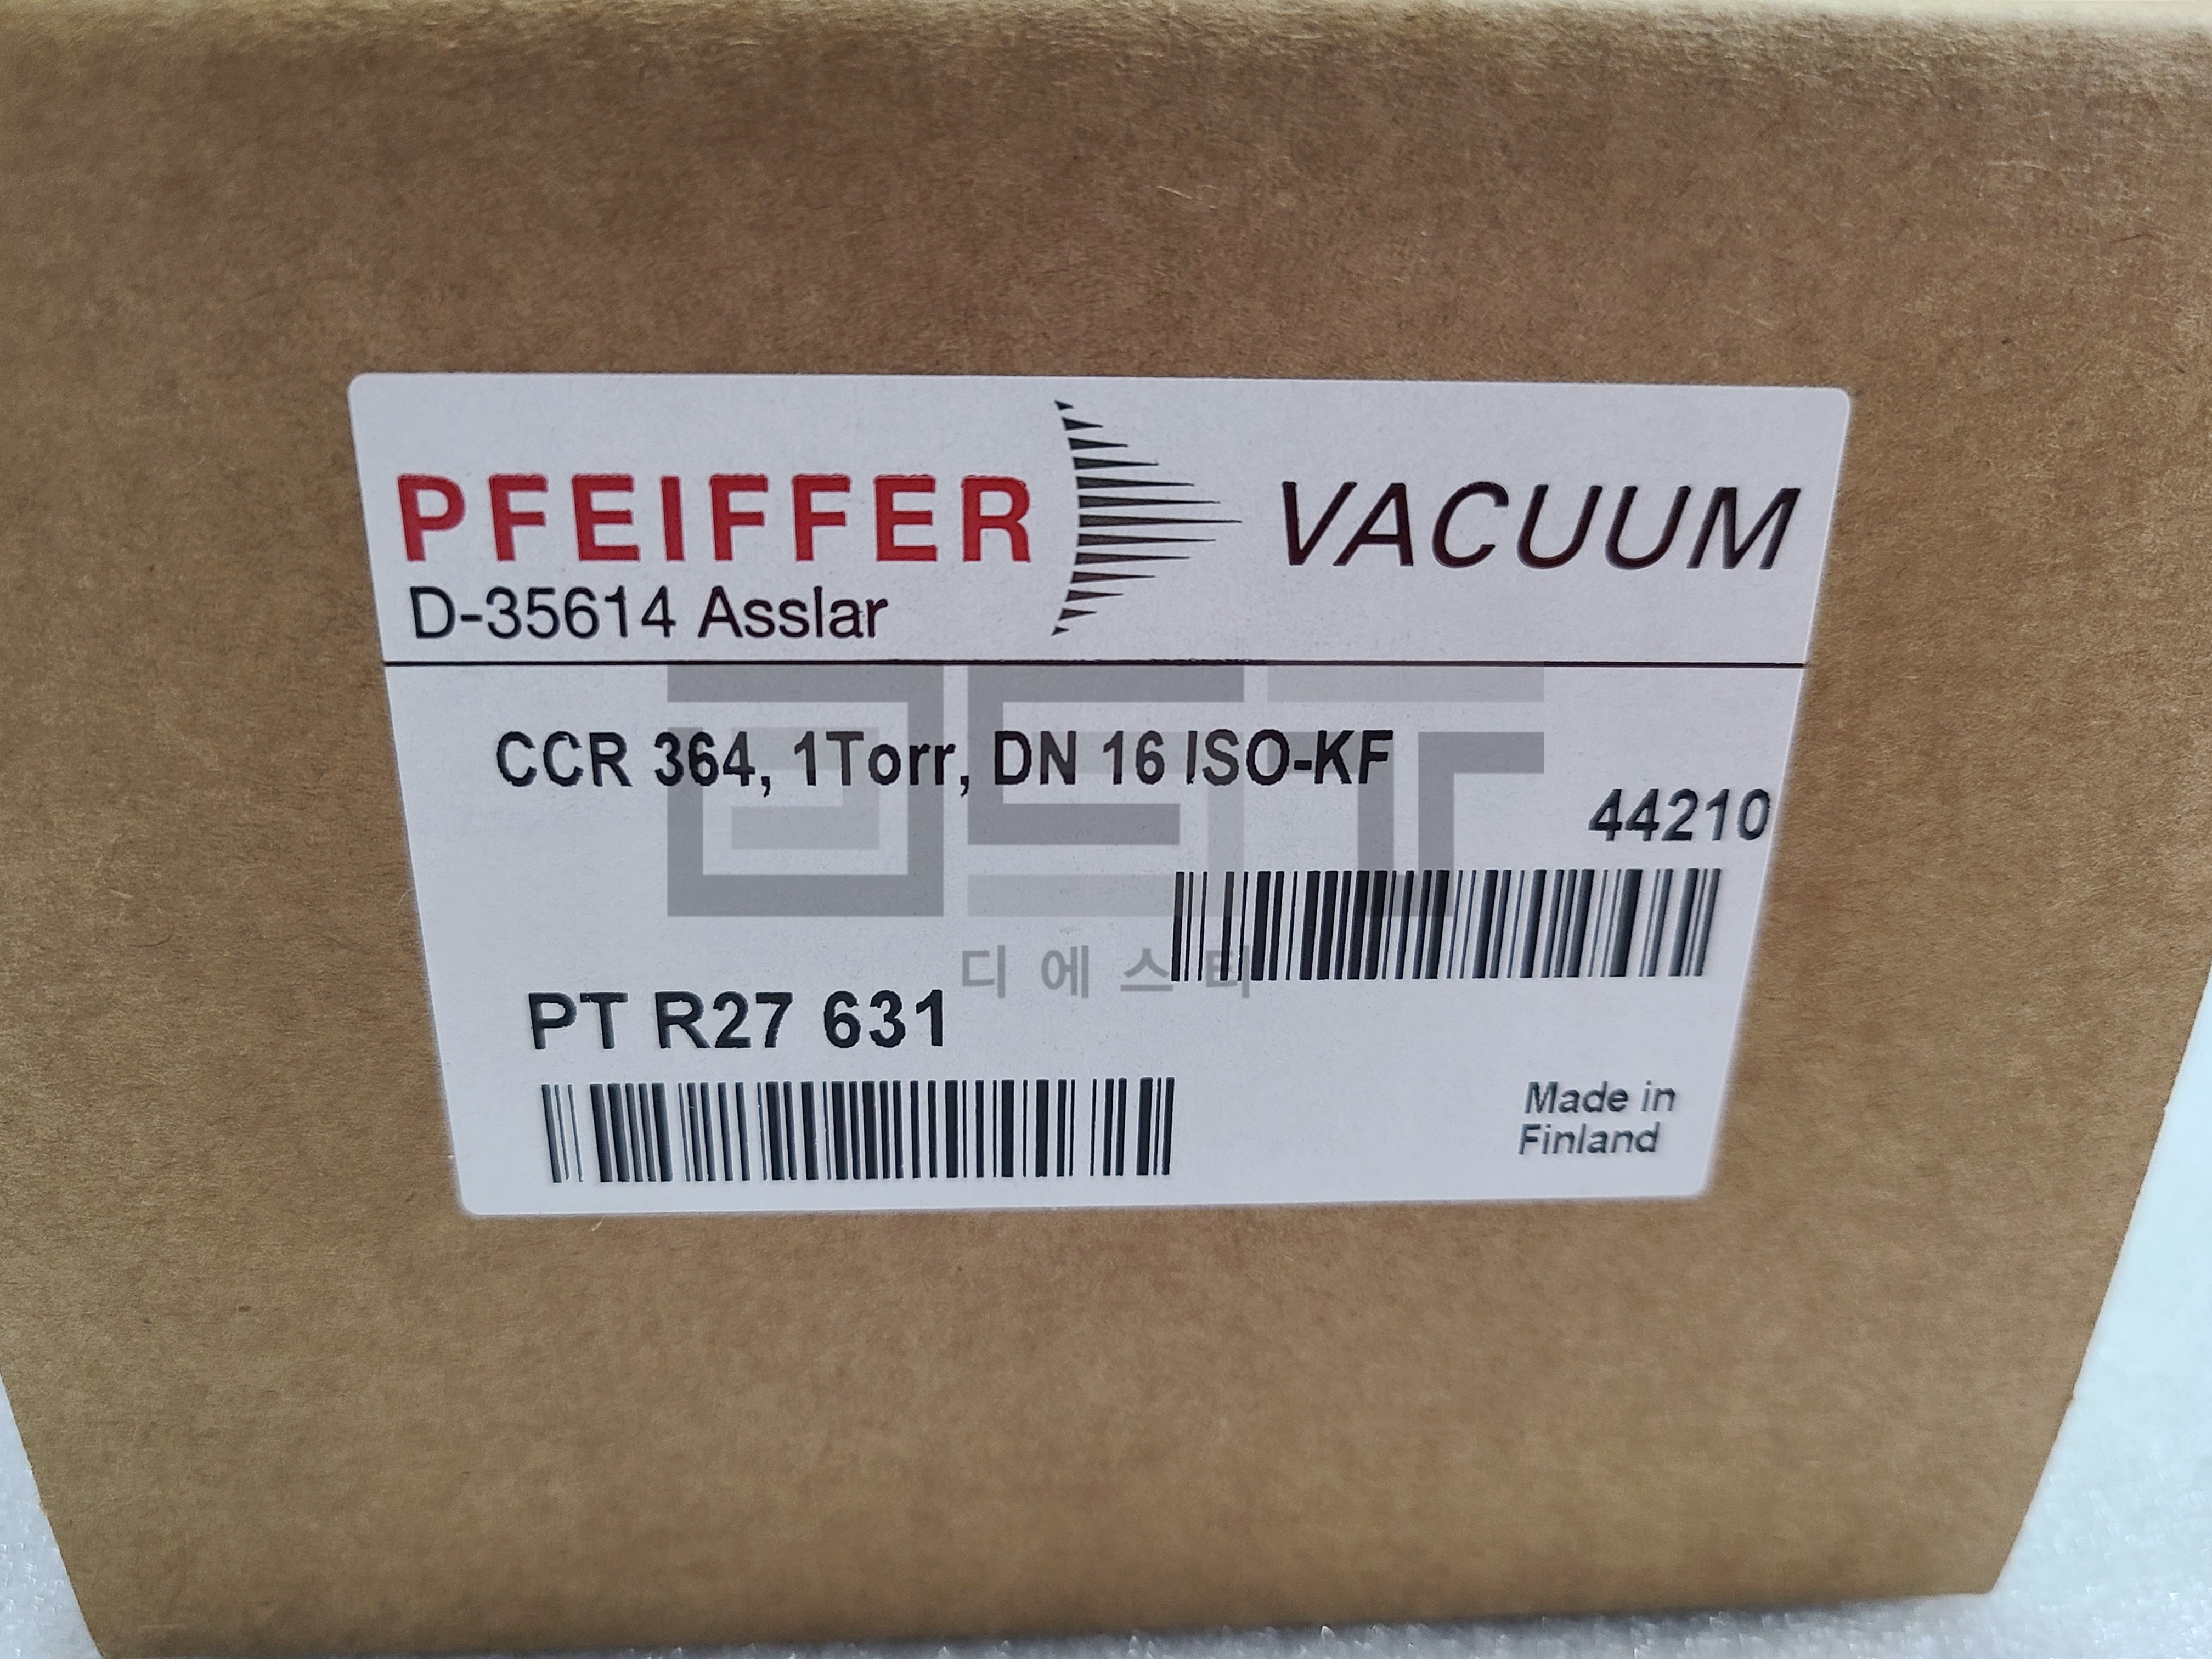 PFEIFFER VACUUM
D-35614 Asslar
CCR 364, 1Torr, DN 16 ISO-KF
44210
DST
디에스티
PT R27 631
Made in
Finland